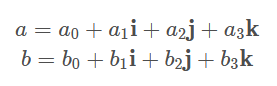 a = a₀ + a₁i + a₂j + a₃k
b = b₀ + b₁i + b₂j + b₃k